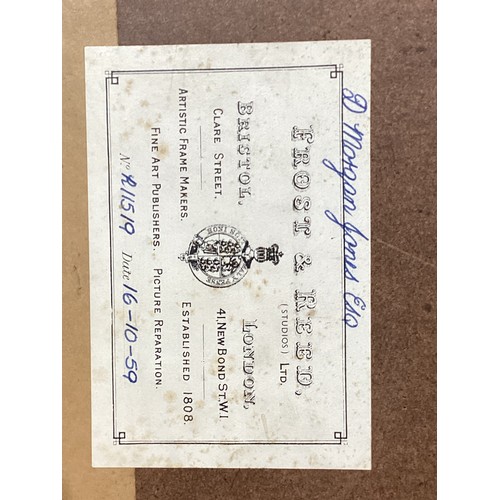 D Morgan Jones Esq
FROST & REED,
(STUDIOS) LTD.
BRISTOL, LONDON,
CLARE STREET. 41, NEW BOND ST. W.1.
ARTISTIC FRAME MAKERS. ESTABLISHED 1808.
FINE ART PUBLISHERS. PICTURE REPARATION.
No R11519 Date 16-10-59